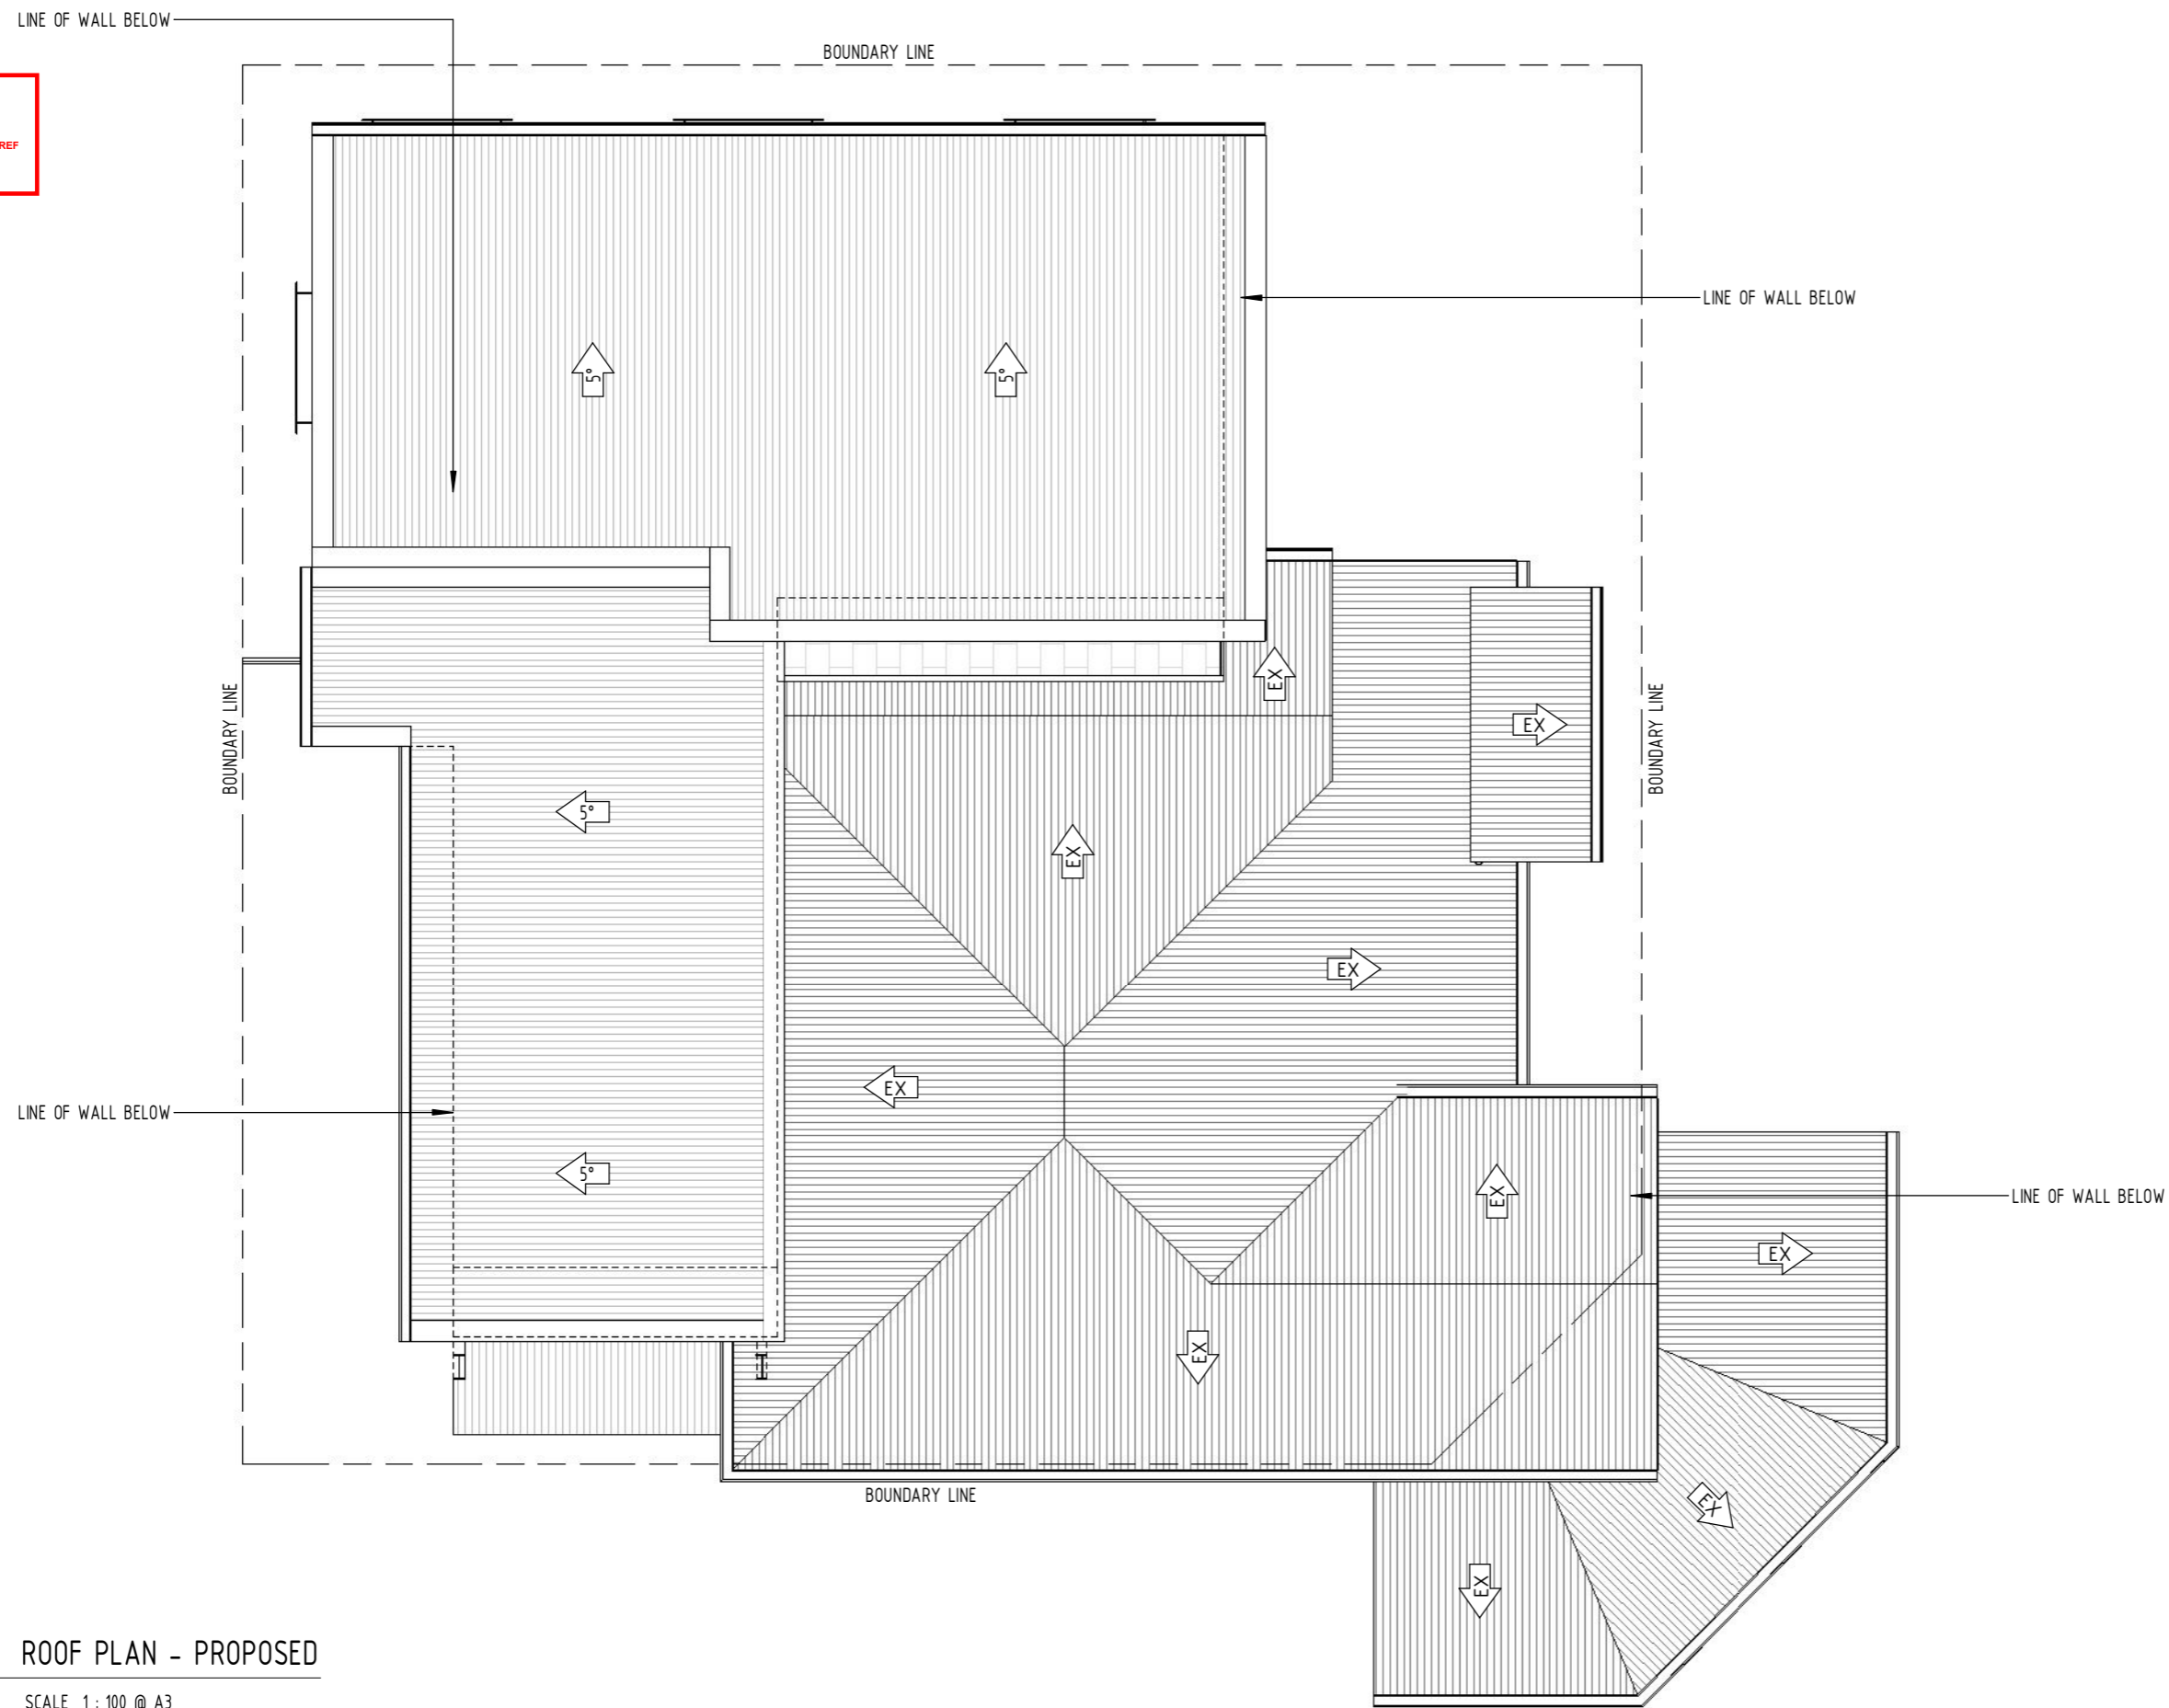 LINE OF WALL BELOW
BOUNDARY LINE
REF
LINE OF WALL BELOW
5°
5°
EX
BOUNDARY LINE
EX
BOUNDARY LINE
5°
EX
EX
EX
LINE OF WALL BELOW
5°
EX
LINE OF WALL BELOW
EX
EX
BOUNDARY LINE
EX
EX
ROOF PLAN - PROPOSED
SCALE 1 : 100 @ A3